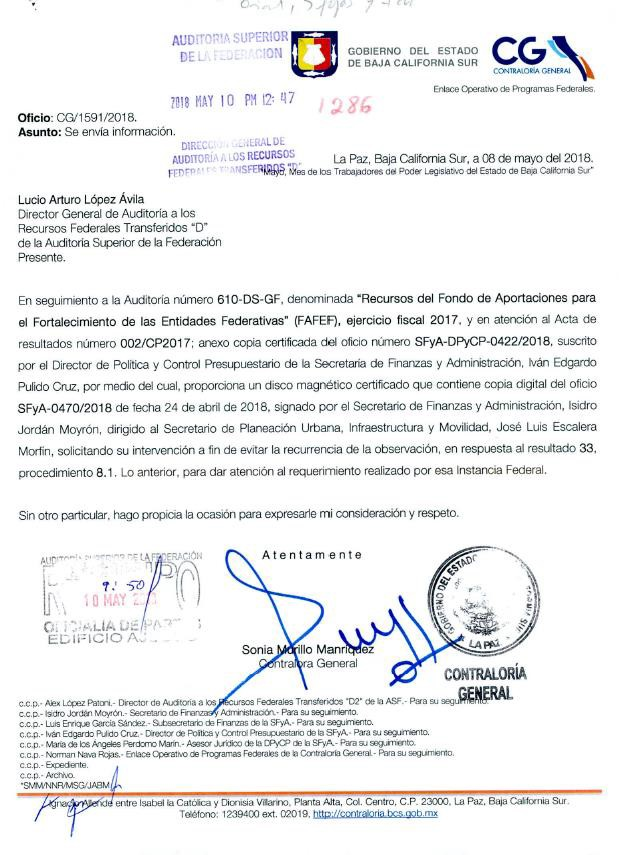 AUDITORIA SUPERIOR
DE LA FEDERACION
GOBIERNO DEL ESTADO
DE BAJA CALIFORNIA SUR
CG
CONTRALORÍA GENERAL
Enlace Operativo de Programas Federales.
2018 MAY 10 PM 12: 47
1286
Oficio: CG/1591/2018.
Asunto: Se envía información.
DIRECCIÓN GENERAL DE
AUDITORÍA A LOS RECURSOS
FEDERALES TRANSFERIDOS "D"
La Paz, Baja California Sur, a 08 de mayo del 2018.
"Mayo, Mes de los Trabajadores del Poder Legislativo del Estado de Baja California Sur"
Lucio Arturo López Ávila
Director General de Auditoría a los
Recursos Federales Transferidos "D"
de la Auditoría Superior de la Federación
Presente.
En seguimiento a la Auditoría número 610-DS-GF, denominada "Recursos del Fondo de Aportaciones para
el Fortalecimiento de las Entidades Federativas" (FAFEF), ejercicio fiscal 2017, y en atención al Acta de
resultados número 002/CP2017; anexo copia certificada del oficio número SFyA-DPyCP-0422/2018, suscrito
por el Director de Política y Control Presupuestario de la Secretaría de Finanzas y Administración, Iván Edgardo
Pulido Cruz, por medio del cual, proporciona un disco magnético certificado que contiene copia digital del oficio
SFyA-0470/2018 de fecha 24 de abril de 2018, signado por el Secretario de Finanzas y Administración, Isidro
Jordán Moyrón, dirigido al Secretario de Planeación Urbana, Infraestructura y Movilidad, José Luis Escalera
Morfín, solicitando su intervención a fin de evitar la recurrencia de la observación, en respuesta al resultado 33,
procedimiento 8.1. Lo anterior, para dar atención al requerimiento realizado por esa Instancia Federal.
Sin otro particular, hago propicia la ocasión para expresarle mi consideración y respeto.
AUDITORÍA SUPERIOR DE LA FEDERACIÓN
9:50
10 MAY
OFICIALIA DE PARTES
EDIFICIO
Atentamente
Sonia Murillo Manríquez
Contralora General
GOBIERNO DEL ESTADO
LA PAZ
CONTRALORÍA
GENERAL
c.c.p.- Alex López Patoni.- Director de Auditoria a los Recursos Federales Transferidos "D2" de la ASF.- Para su seguimiento.
c.c.p.- Isidro Jordán Moyrón.- Secretario de Finanzas y Administración.- Para su seguimiento.
c.c.p.- Luis Enrique García Sández.- Subsecretario de Finanzas de la SFyA.- Para su seguimiento.
c.c.p.- Iván Edgardo Pulido Cruz.- Director de Política y Control Presupuestario de la SFyA.- Para su seguimiento.
c.c.p.- María de los Angeles Perdomo Marín.- Asesor Jurídico de la DPyCP de la SFyA.- Para su seguimiento.
c.c.p.- Norman Nava Rojas.- Enlace Operativo de Programas Federales de la Contraloría General.- Para su seguimiento.
c.c.p.- Expediente.
c.c.p.- Archivo.
*SMM/NNR/MSG/JABM
Ignacio Allende entre Isabel la Católica y Dionisia Villarino, Planta Alta, Col. Centro, C.P. 23000, La Paz, Baja California Sur.
Teléfono: 1239400 ext. 02019, http://contraloria.bcs.gob.mx